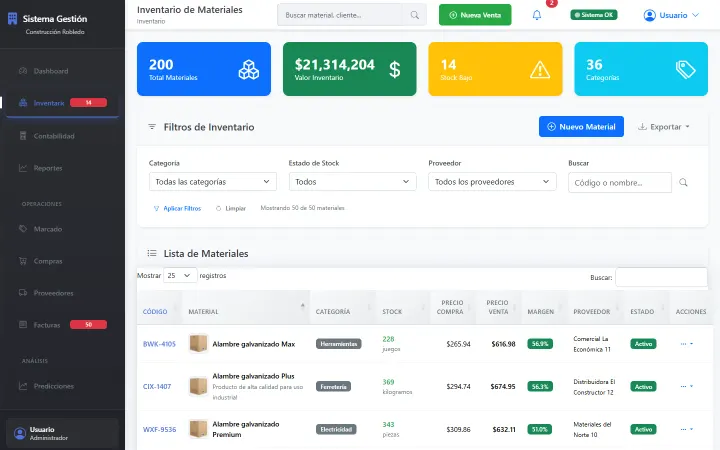 Sistema Gestión
Construcción Robledo
Dashboard
Inventario 14
Contabilidad
Reportes
OPERACIONES
Marcado
Compras
Proveedores
Facturas 50
ANÁLISIS
Predicciones
Usuario
Administrador
Inventario de Materiales
Inventario
Buscar material, cliente...
Nueva Venta
2
Sistema OK
Usuario
200
Total Materiales
$21,314,204
Valor Inventario
14
Stock Bajo
36
Categorías
Filtros de Inventario
Nuevo Material
Exportar
Categoría
Estado de Stock
Proveedor
Buscar
Todas las categorías
Todos
Todos los proveedores
Código o nombre...
Aplicar Filtros
Limpiar
Mostrando 50 de 50 materiales
Lista de Materiales
Mostrar 25 registros
Buscar:
CÓDIGO MATERIAL CATEGORÍA STOCK PRECIO COMPRA PRECIO VENTA MARGEN PROVEEDOR ESTADO ACCIONES
BWK-4105 Alambre galvanizado Max Herramientas 228 juegos $265.94 $616.98 56.9% Comercial La Económica 11 Activo
CIX-1407 Alambre galvanizado Plus Producto de alta calidad para uso industrial Ferretería 369 kilogramos $294.74 $674.95 56.3% Distribuidora El Constructor 12 Activo
WXF-9536 Alambre galvanizado Premium Electricidad 343 piezas $309.86 $632.11 51.0% Materiales del Norte 10 Activo